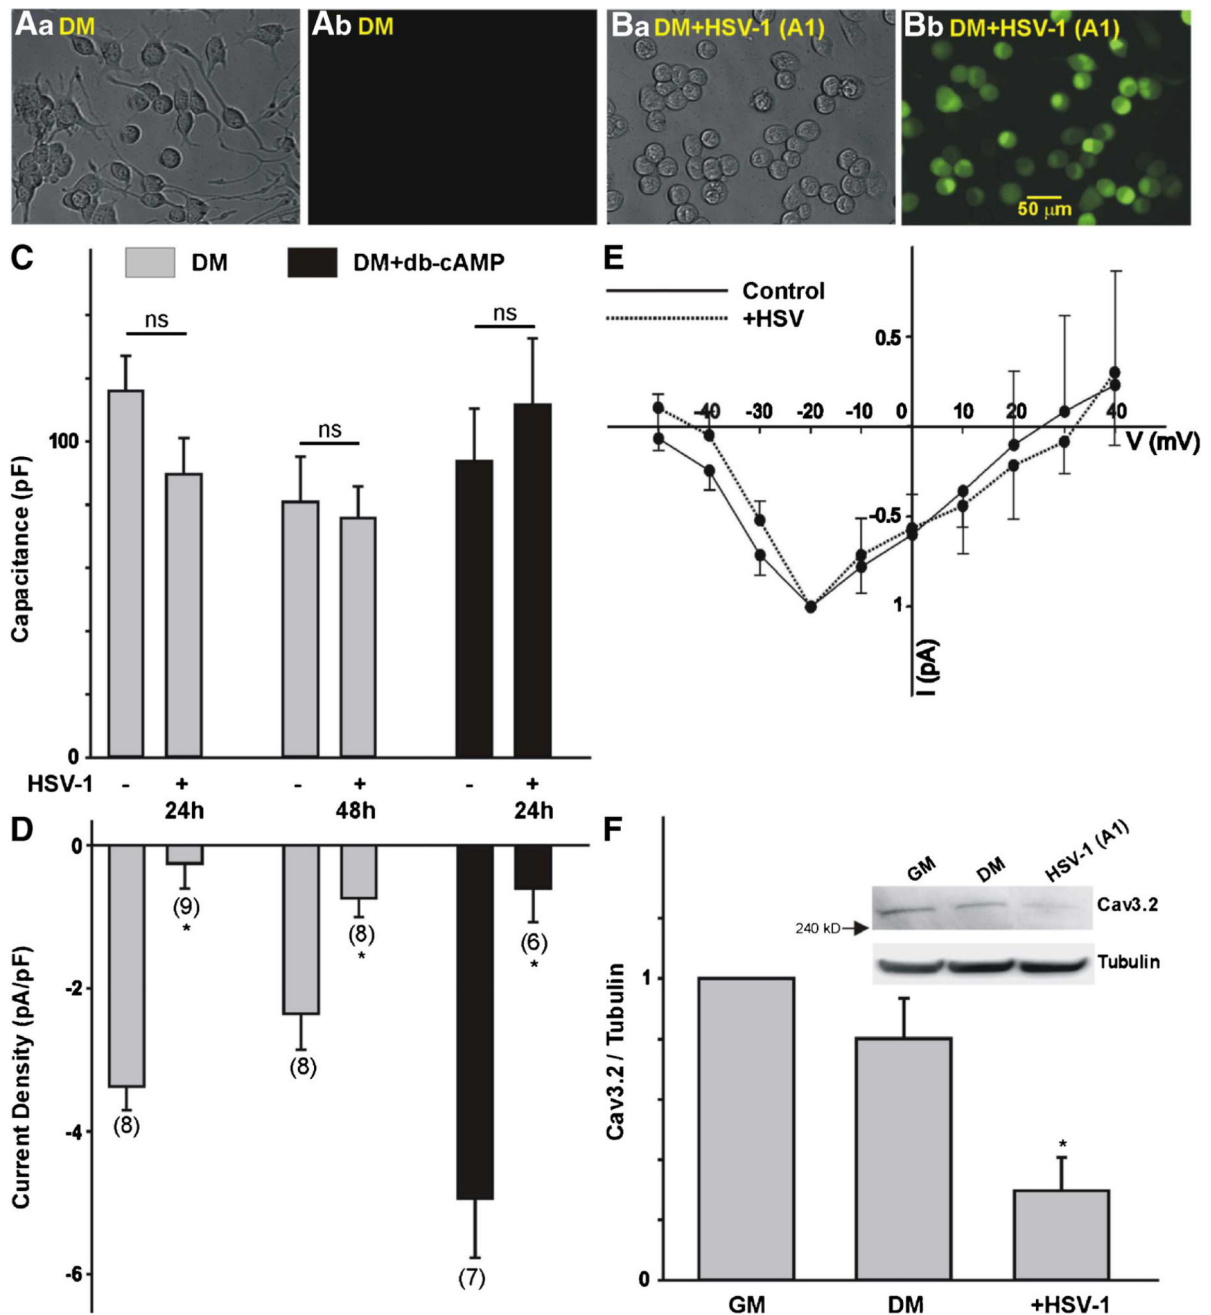 Aa DM
Ab DM
Ba DM+HSV-1 (A1)
Bb DM+HSV-1 (A1)
50 µm
C
DM
DM+db-cAMP
ns
ns
ns
Capacitance (pF)
100
0
HSV-1 - + - + - +
24h 48h 24h
D
0
-2
-4
-6
Current Density (pA/pF)
(8)
(9)
*
(8)
(8)
*
(7)
(6)
*
E
Control
+HSV
0.5
-40 -30 -20 -10 0 10 20 30 40
V (mV)
-0.5
1
I (pA)
F
GM DM HSV-1 (A1)
Cav3.2
240 kD
Tubulin
Cav3.2 / Tubulin
1
0
*
GM DM +HSV-1